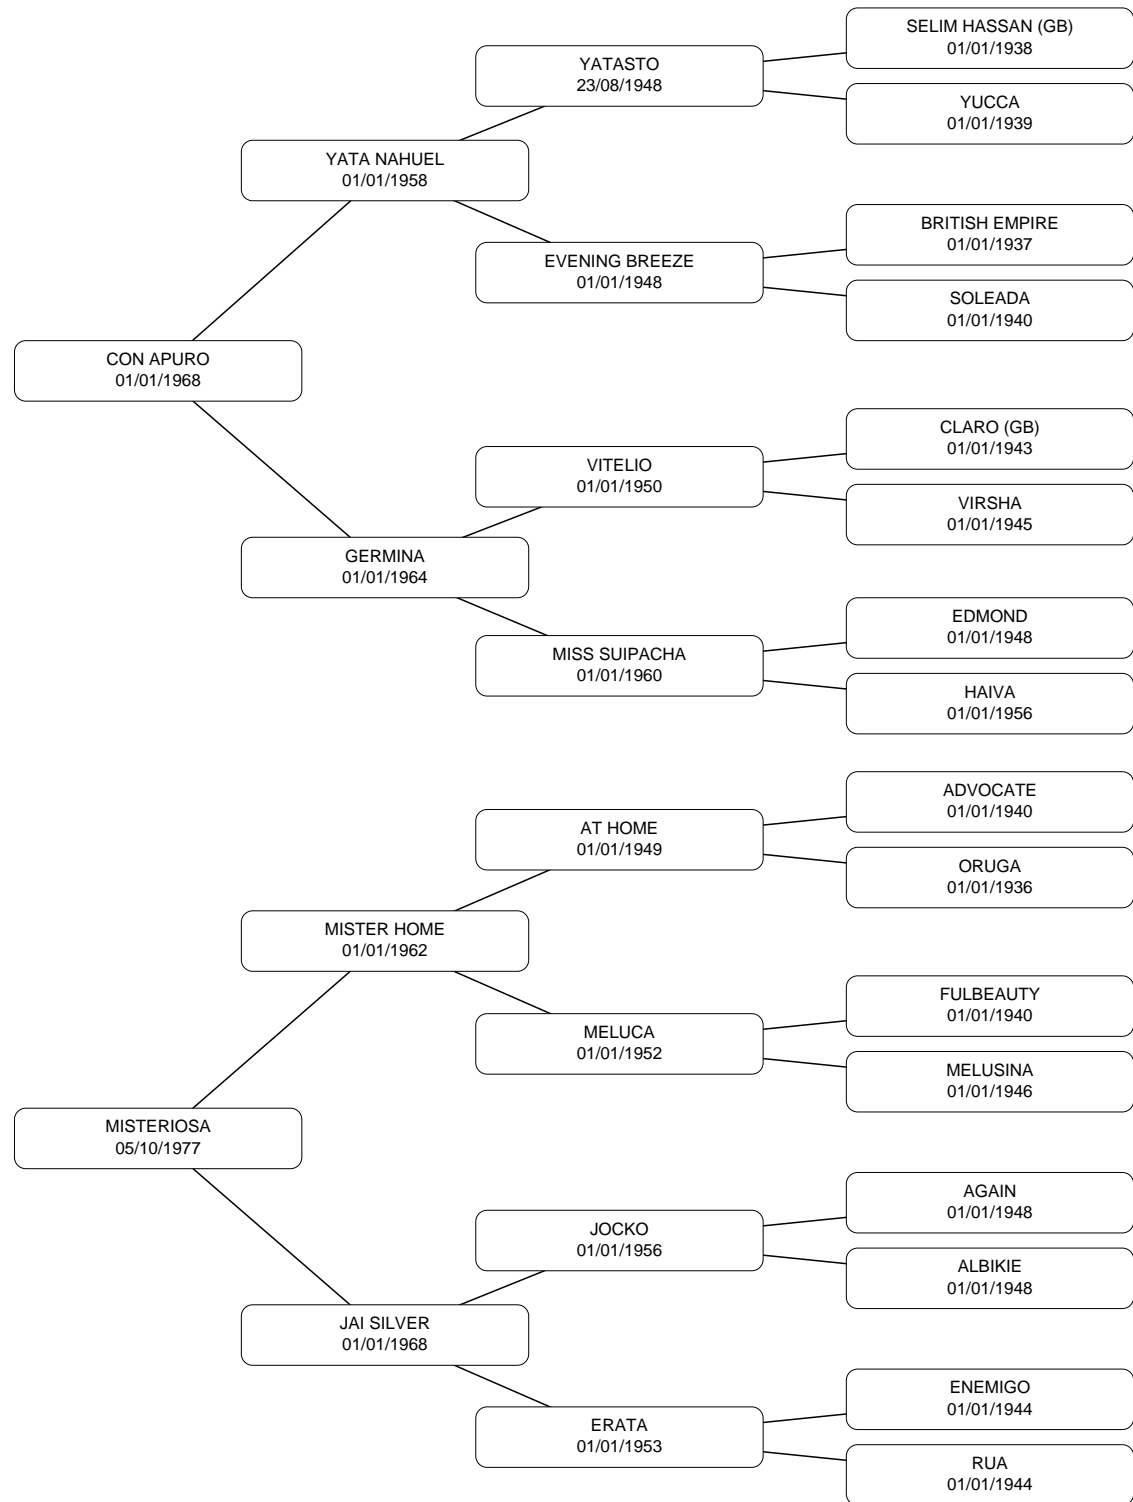 SELIM HASSAN (GB)
01/01/1938
YATASTO
23/08/1948
YUCCA
01/01/1939
YATA NAHUEL
01/01/1958
BRITISH EMPIRE
01/01/1937
EVENING BREEZE
01/01/1948
SOLEADA
01/01/1940
CON APURO
01/01/1968
CLARO (GB)
01/01/1943
VITELIO
01/01/1950
VIRSHA
01/01/1945
GERMINA
01/01/1964
EDMOND
01/01/1948
MISS SUIPACHA
01/01/1960
HAIVA
01/01/1956
ADVOCATE
01/01/1940
AT HOME
01/01/1949
ORUGA
01/01/1936
MISTER HOME
01/01/1962
FULBEAUTY
01/01/1940
MELUCA
01/01/1952
MELUSINA
01/01/1946
MISTERIOSA
05/10/1977
AGAIN
01/01/1948
JOCKO
01/01/1956
ALBIKIE
01/01/1948
JAI SILVER
01/01/1968
ENEMIGO
01/01/1944
ERATA
01/01/1953
RUA
01/01/1944